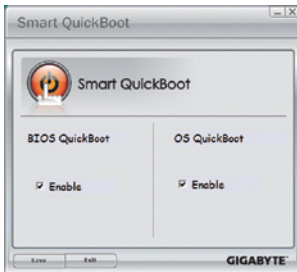 Smart QuickBoot
Smart QuickBoot
BIOS QuickBoot
OS QuickBoot
Enable
Enable
Save Exit
GIGABYTE